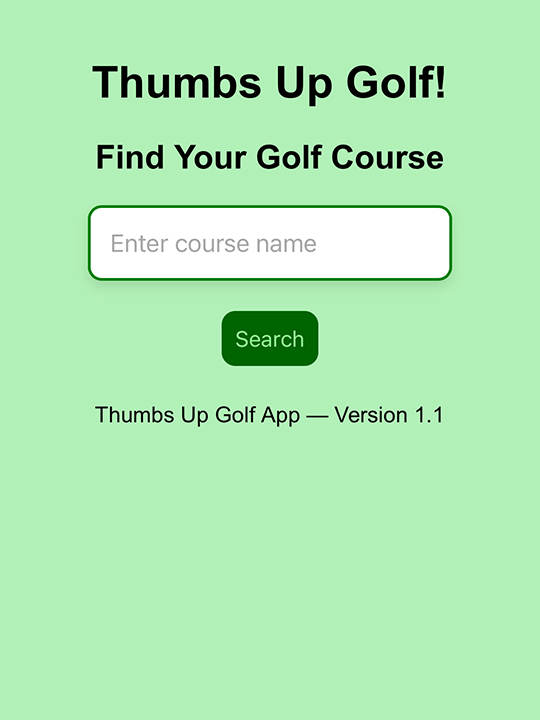 Thumbs Up Golf!
Find Your Golf Course
Enter course name
Search
Thumbs Up Golf App — Version 1.1